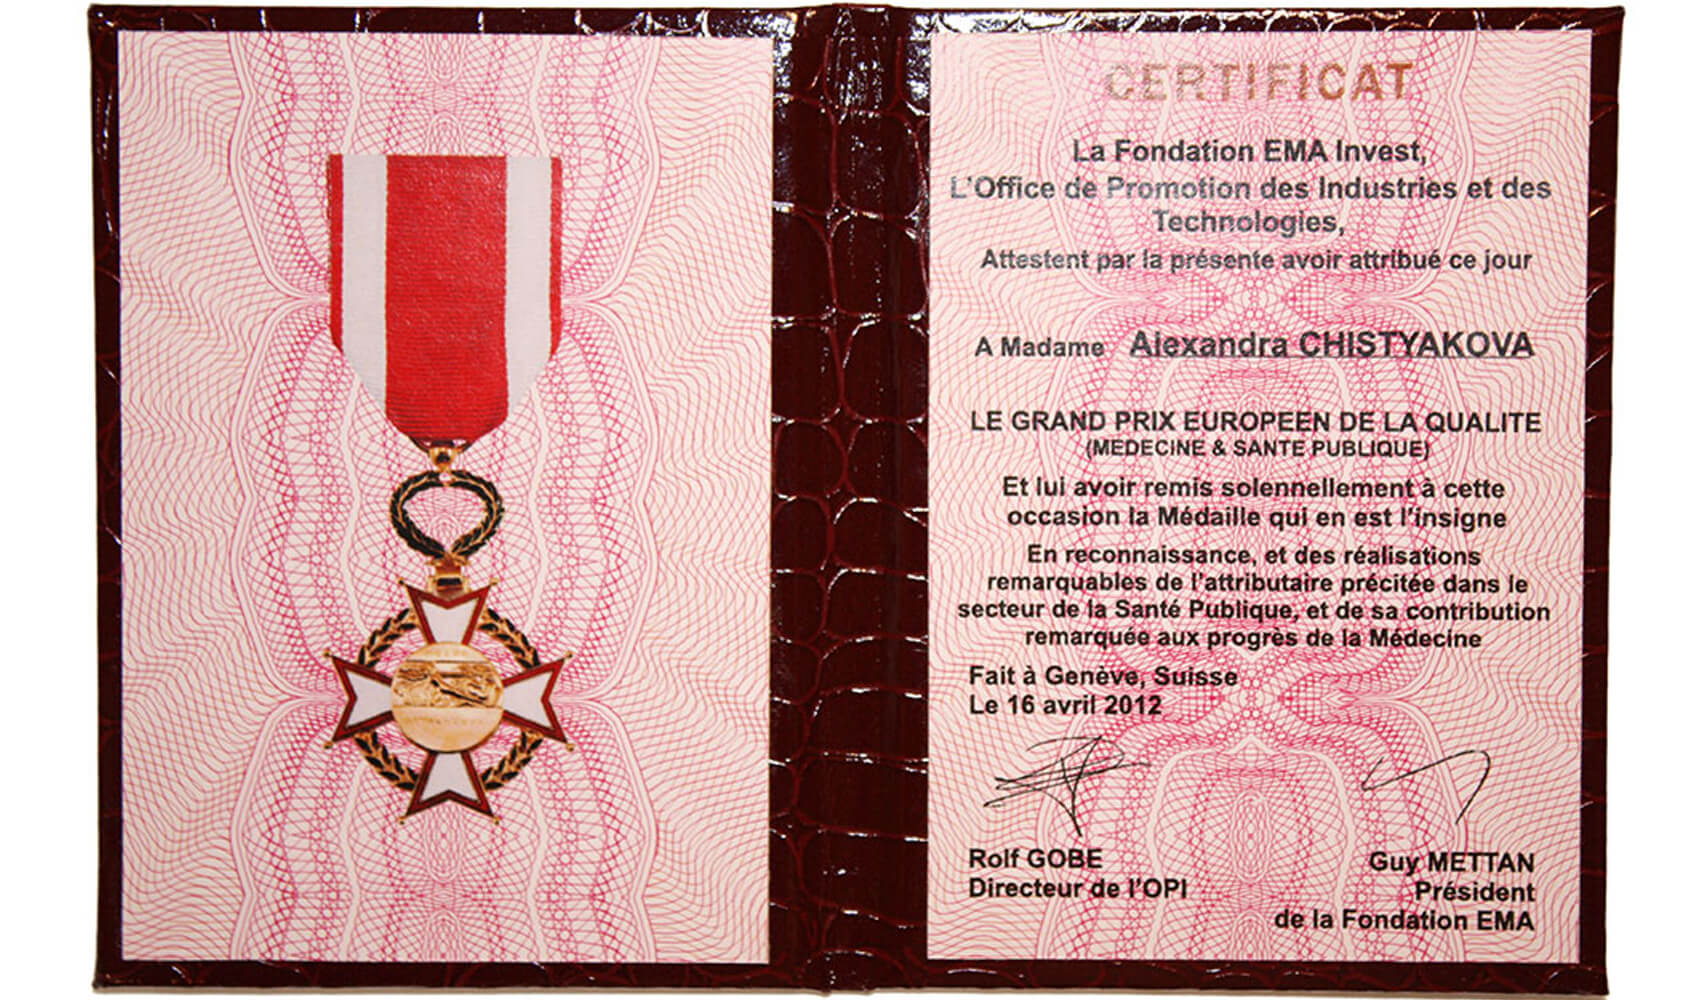 CERTIFICAT
La Fondation EMA Invest,
L'Office de Promotion des Industries et des
Technologies,
Attestent par la présente avoir attribué ce jour
A Madame Alexandra CHISTYAKOVA
LE GRAND PRIX EUROPEEN DE LA QUALITE
(MEDECINE & SANTE PUBLIQUE)
Et lui avoir remis solennellement à cette
occasion la Médaille qui en est l'insigne
En reconnaissance, et des réalisations
remarquables de l'attributaire précitée dans le
secteur de la Santé Publique, et de sa contribution
remarquée aux progrès de la Médecine
Fait à Genève, Suisse
Le 16 avril 2012
Rolf GOBE
Directeur de l'OPI
Guy METTAN
Président
de la Fondation EMA